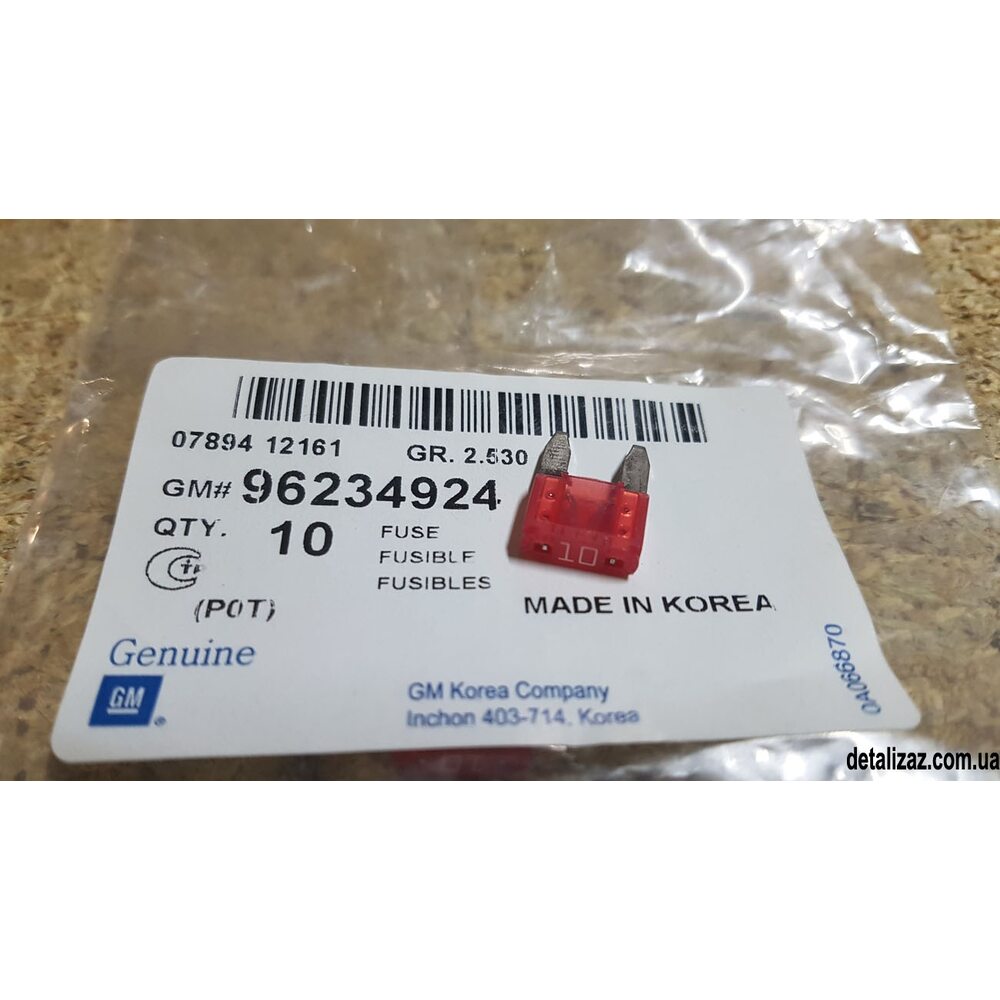 07894 12161 GR. 2.530
GM# 96234924
QTY. 10 FUSE
FUSIBLE
FUSIBLES
(P0T)
MADE IN KOREA
10
Genuine
GM
GM Korea Company
Inchon 403-714, Korea
04066870
detalizaz.com.ua